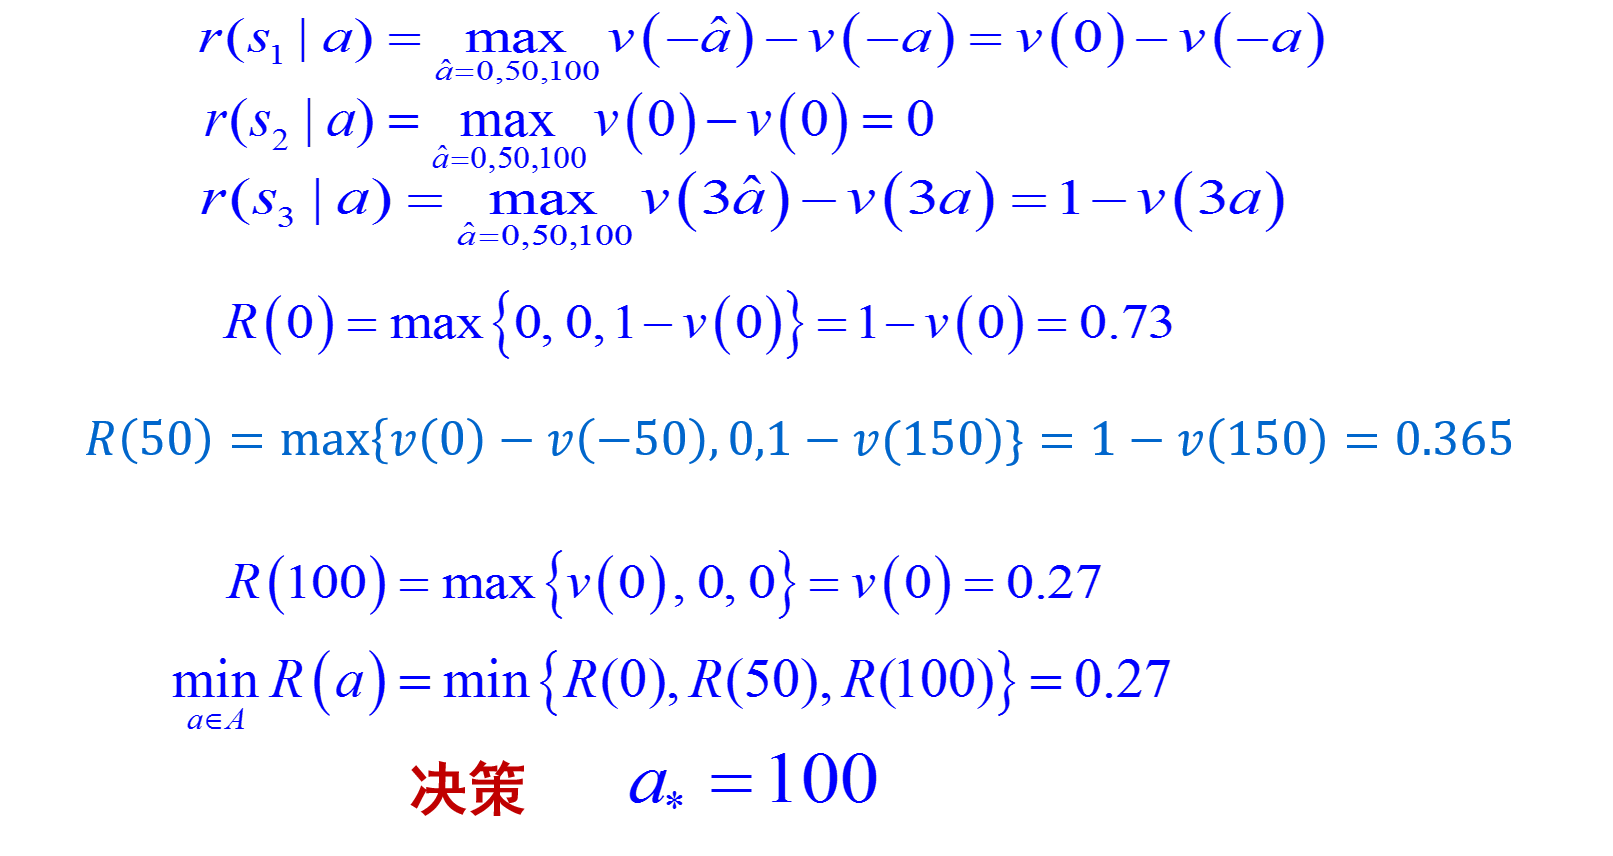 r(s₁ | a) = max_{â=0,50,100} v(−â) − v(−a) = v(0) − v(−a)
r(s₂ | a) = max_{â=0,50,100} v(0) − v(0) = 0
r(s₃ | a) = max_{â=0,50,100} v(3â) − v(3a) = 1 − v(3a)
R(0) = max{0, 0, 1 − v(0)} = 1 − v(0) = 0.73
R(50) = max{v(0) − v(−50), 0,1 − v(150)} = 1 − v(150) = 0.365
R(100) = max{v(0), 0, 0} = v(0) = 0.27
min_{a∈A} R(a) = min{R(0), R(50), R(100)} = 0.27
决策 a_* = 100